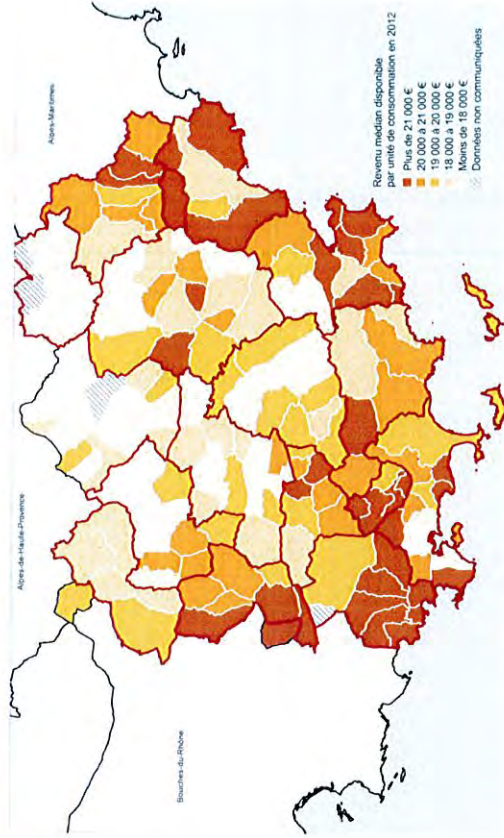 Alpes-de-Haute-Provence
Alpes-Maritimes
Bouches-du-Rhône
Revenu médian disponible
par unité de consommation en 2012
Plus de 21 000 €
20 000 à 21 000 €
19 000 à 20 000 €
18 000 à 19 000 €
Moins de 18 000 €
Données non communiquées